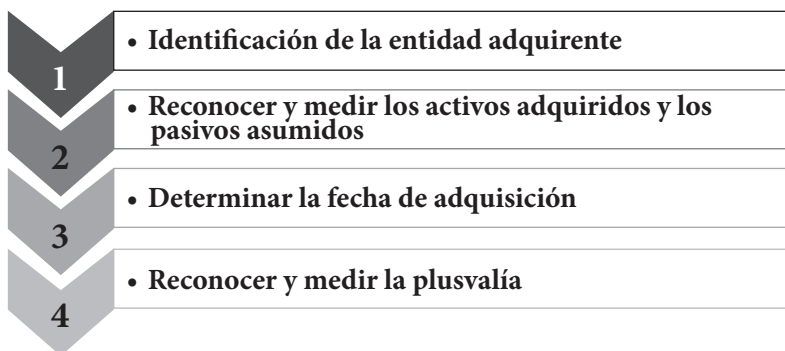 1
• Identificación de la entidad adquirente
2
• Reconocer y medir los activos adquiridos y los
pasivos asumidos
3
• Determinar la fecha de adquisición
4
• Reconocer y medir la plusvalía